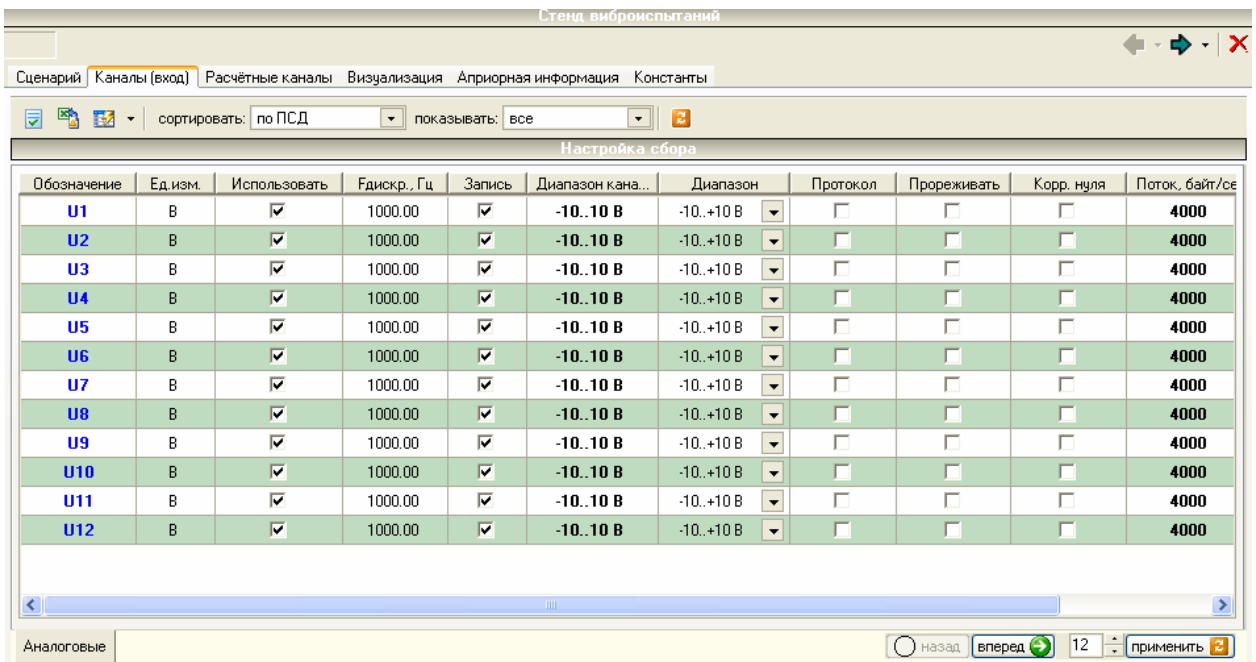 Стенд виброиспытаний
Сценарий Каналы (вход) Расчётные каналы Визуализация Априорная информация Константы
сортировать: по ПСД показывать: все
Настройка сбора
Обозначение Ед.изм. Использовать Fдискр., Гц Запись Диапазон кана... Диапазон Протокол Прореживать Корр. нуля Поток, байт/се
U1 В 1000.00 -10..10 В -10..+10 В 4000
U2 В 1000.00 -10..10 В -10..+10 В 4000
U3 В 1000.00 -10..10 В -10..+10 В 4000
U4 В 1000.00 -10..10 В -10..+10 В 4000
U5 В 1000.00 -10..10 В -10..+10 В 4000
U6 В 1000.00 -10..10 В -10..+10 В 4000
U7 В 1000.00 -10..10 В -10..+10 В 4000
U8 В 1000.00 -10..10 В -10..+10 В 4000
U9 В 1000.00 -10..10 В -10..+10 В 4000
U10 В 1000.00 -10..10 В -10..+10 В 4000
U11 В 1000.00 -10..10 В -10..+10 В 4000
U12 В 1000.00 -10..10 В -10..+10 В 4000
Аналоговые назад вперед 12 применить